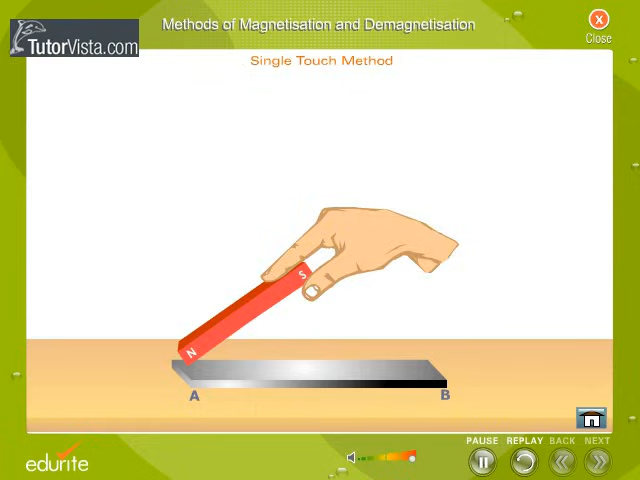 Methods of Magnetisation and Demagnetisation
TutorVista.com
Close
Single Touch Method
S
N
A
B
PAUSE REPLAY BACK NEXT
edurite